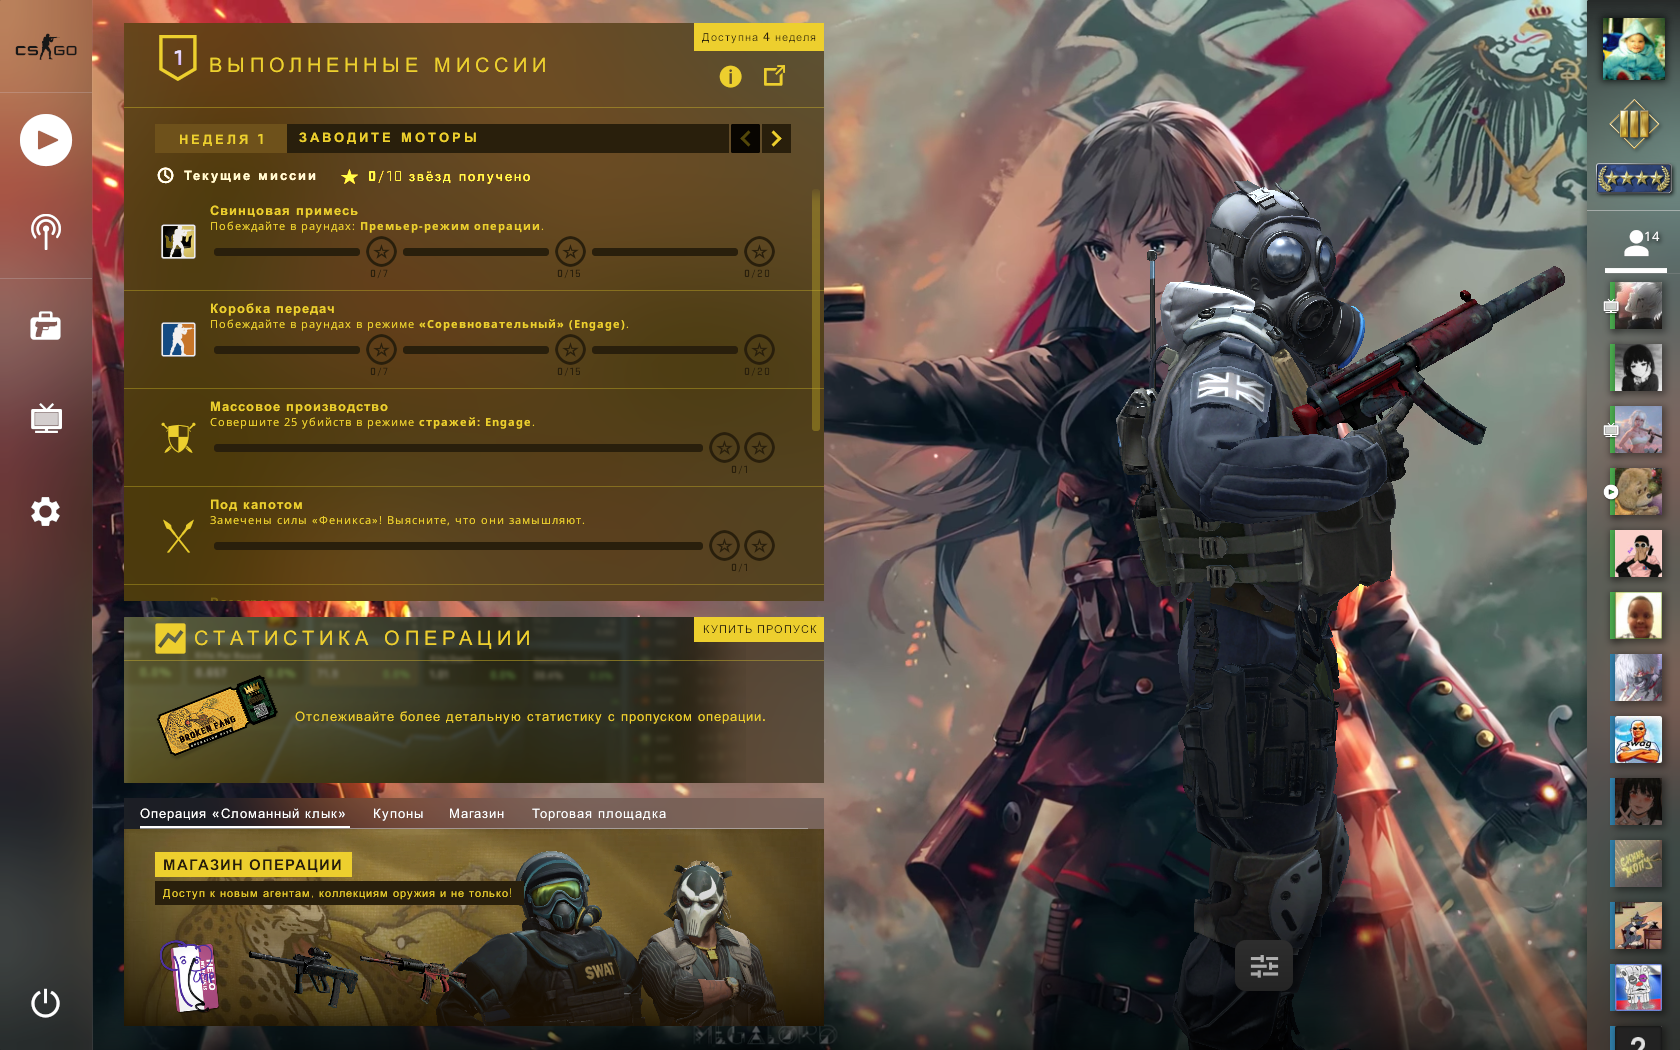 CS GO
1
ВЫПОЛНЕННЫЕ МИССИИ
Доступна 4 неделя
НЕДЕЛЯ 1
ЗАВОДИТЕ МОТОРЫ
Текущие миссии
0/10 звёзд получено
Свинцовая примесь
Побеждайте в раундах: Премьер-режим операции.
0/7
0/15
0/20
Коробка передач
Побеждайте в раундах в режиме «Соревновательный» (Engage).
0/7
0/15
0/20
Массовое производство
Совершите 25 убийств в режиме стражей: Engage.
0/1
Под капотом
Замечены силы «Феникса»! Выясните, что они замышляют.
0/1
СТАТИСТИКА ОПЕРАЦИИ
КУПИТЬ ПРОПУСК
BROKEN FANG
Отслеживайте более детальную статистику с пропуском операции.
Операция «Сломанный клык»
Купоны
Магазин
Торговая площадка
МАГАЗИН ОПЕРАЦИИ
Доступ к новым агентам, коллекциям оружия и не только!
SWAT
14
swag
2